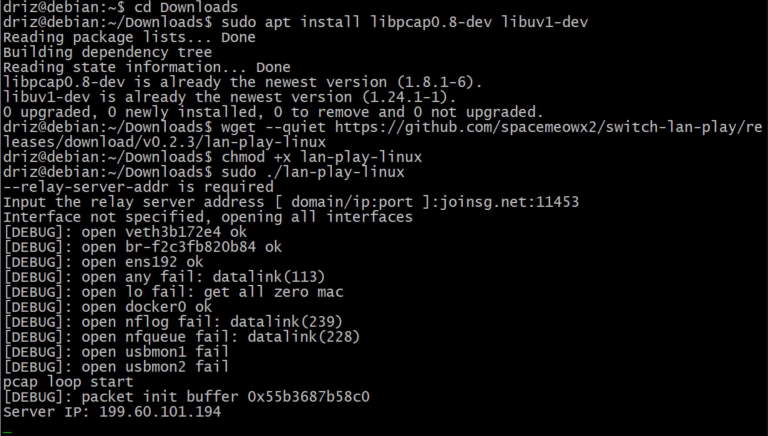 driz@debian:~$ cd Downloads
driz@debian:~/Downloads$ sudo apt install libpcap0.8-dev libuv1-dev
Reading package lists... Done
Building dependency tree
Reading state information... Done
libpcap0.8-dev is already the newest version (1.8.1-6).
libuv1-dev is already the newest version (1.24.1-1).
0 upgraded, 0 newly installed, 0 to remove and 0 not upgraded.
driz@debian:~/Downloads$ wget --quiet https://github.com/spacemeowx2/switch-lan-play/re
leases/download/v0.2.3/lan-play-linux
driz@debian:~/Downloads$ chmod +x lan-play-linux
driz@debian:~/Downloads$ sudo ./lan-play-linux
--relay-server-addr is required
Input the relay server address [ domain/ip:port ]:joinsg.net:11453
Interface not specified, opening all interfaces
[DEBUG]: open veth3b172e4 ok
[DEBUG]: open br-f2c3fb820b84 ok
[DEBUG]: open ens192 ok
[DEBUG]: open any fail: datalink(113)
[DEBUG]: open lo fail: get all zero mac
[DEBUG]: open docker0 ok
[DEBUG]: open nflog fail: datalink(239)
[DEBUG]: open nfqueue fail: datalink(228)
[DEBUG]: open usbmon1 fail
[DEBUG]: open usbmon2 fail
pcap loop start
[DEBUG]: packet init buffer 0x55b3687b58c0
Server IP: 199.60.101.194